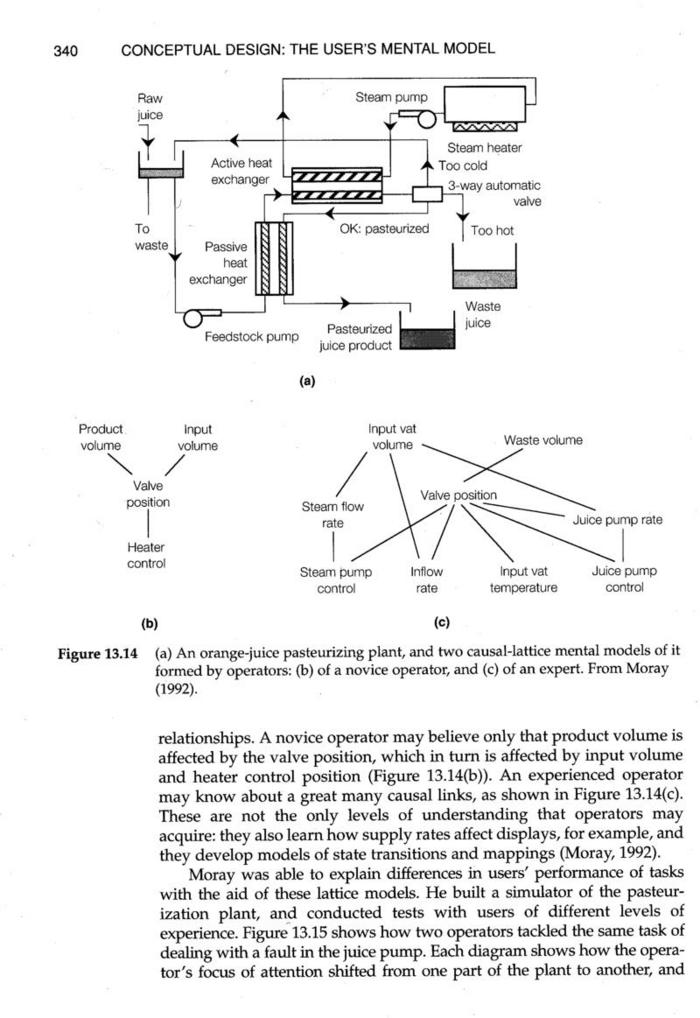 340 CONCEPTUAL DESIGN: THE USER'S MENTAL MODEL
Raw
juice
Steam pump
Steam heater
Active heat
exchanger
Too cold
3-way automatic
valve
To
waste
OK: pasteurized
Too hot
Passive
heat
exchanger
Waste
juice
Feedstock pump
Pasteurized
juice product
(a)
Product
volume
Input
volume
Valve
position
Heater
control
(b)
Input vat
volume
Waste volume
Steam flow
rate
Valve position
Juice pump rate
Steam pump
control
Inflow
rate
Input vat
temperature
Juice pump
control
(c)
Figure 13.14 (a) An orange-juice pasteurizing plant, and two causal-lattice mental models of it
formed by operators: (b) of a novice operator, and (c) of an expert. From Moray
(1992).
relationships. A novice operator may believe only that product volume is
affected by the valve position, which in turn is affected by input volume
and heater control position (Figure 13.14(b)). An experienced operator
may know about a great many causal links, as shown in Figure 13.14(c).
These are not the only levels of understanding that operators may
acquire: they also learn how supply rates affect displays, for example, and
they develop models of state transitions and mappings (Moray, 1992).
Moray was able to explain differences in users' performance of tasks
with the aid of these lattice models. He built a simulator of the pasteur-
ization plant, and conducted tests with users of different levels of
experience. Figure 13.15 shows how two operators tackled the same task of
dealing with a fault in the juice pump. Each diagram shows how the opera-
tor's focus of attention shifted from one part of the plant to another, and